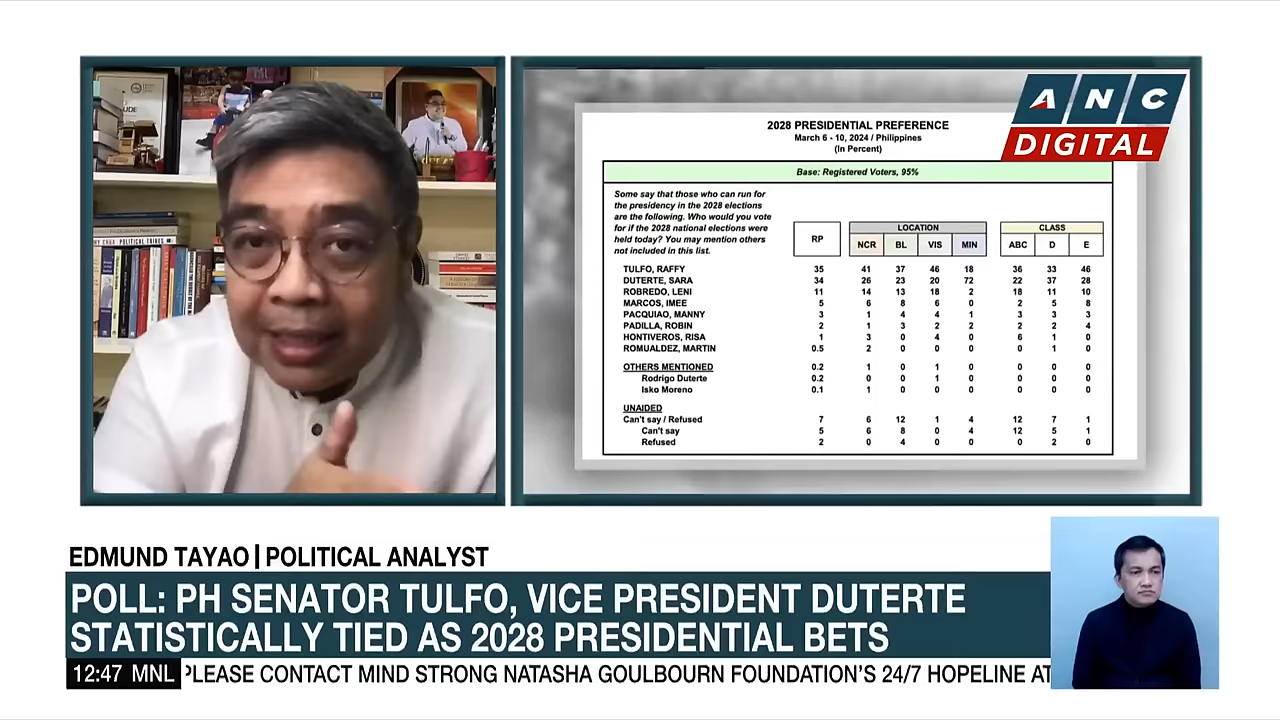 ANC
DIGITAL
2028 PRESIDENTIAL PREFERENCE
March 6 - 10, 2024 / Philippines
(In Percent)
Base: Registered Voters, 95%
Some say that those who can run for
the presidency in the 2028 elections
are the following. Who would you vote
for if the 2028 national elections were
held today? You may mention others
not included in this list.
RP
LOCATION
CLASS
NCR BL VIS MIN
ABC D E
TULFO, RAFFY 35 41 37 46 18 36 33 46
DUTERTE, SARA 34 26 23 20 72 22 37 28
ROBREDO, LENI 11 14 13 18 2 18 11 10
MARCOS, IMEE 5 6 8 6 0 2 5 8
PACQUIAO, MANNY 3 1 4 4 1 3 3 3
PADILLA, ROBIN 2 1 3 2 2 2 2 4
HONTIVEROS, RISA 1 3 0 4 0 6 1 0
ROMUALDEZ, MARTIN 0.5 2 0 0 0 0 1 0
OTHERS MENTIONED 0.2 1 0 1 0 0 0 0
Rodrigo Duterte 0.2 0 0 1 0 0 0 0
Isko Moreno 0.1 1 0 0 0 0 0 0
UNAIDED
Can't say / Refused 7 6 12 1 4 12 7 1
Can't say 5 6 8 0 4 12 5 1
Refused 2 0 4 0 0 0 2 0
EDMUND TAYAO | POLITICAL ANALYST
POLL: PH SENATOR TULFO, VICE PRESIDENT DUTERTE
STATISTICALLY TIED AS 2028 PRESIDENTIAL BETS
12:47 MNL PLEASE CONTACT MIND STRONG NATASHA GOULBOURN FOUNDATION'S 24/7 HOPELINE AT